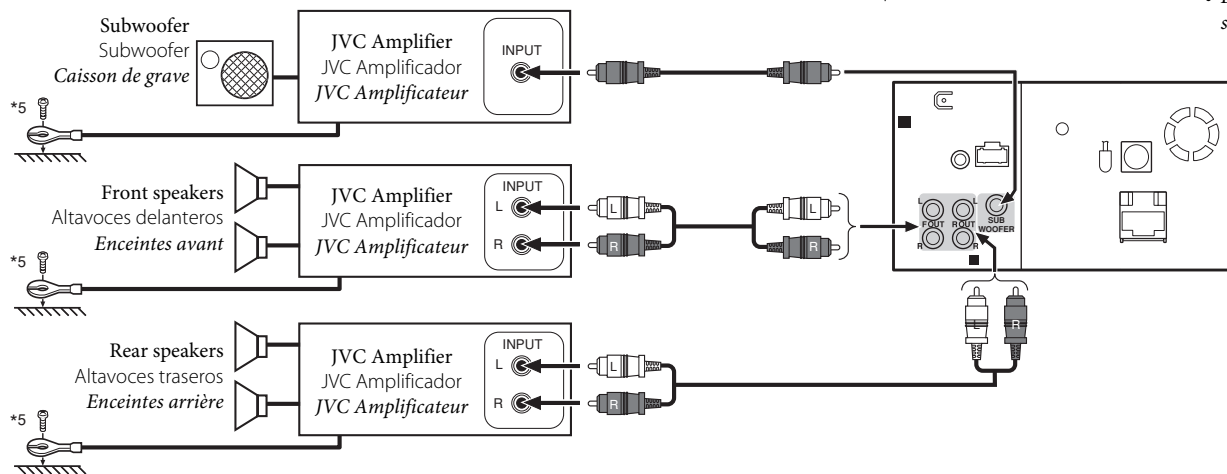 Subwoofer
Subwoofer
Caisson de grave
JVC Amplifier
JVC Amplificador
JVC Amplificateur
INPUT
*5
Front speakers
Altavoces delanteros
Enceintes avant
JVC Amplifier
JVC Amplificador
JVC Amplificateur
INPUT
L
R
L
R
L
R
L
L
F OUT
R OUT
SUB
WOOFER
R
R
*5
L
R
Rear speakers
Altavoces traseros
Enceintes arrière
JVC Amplifier
JVC Amplificador
JVC Amplificateur
INPUT
L
R
L
R
*5